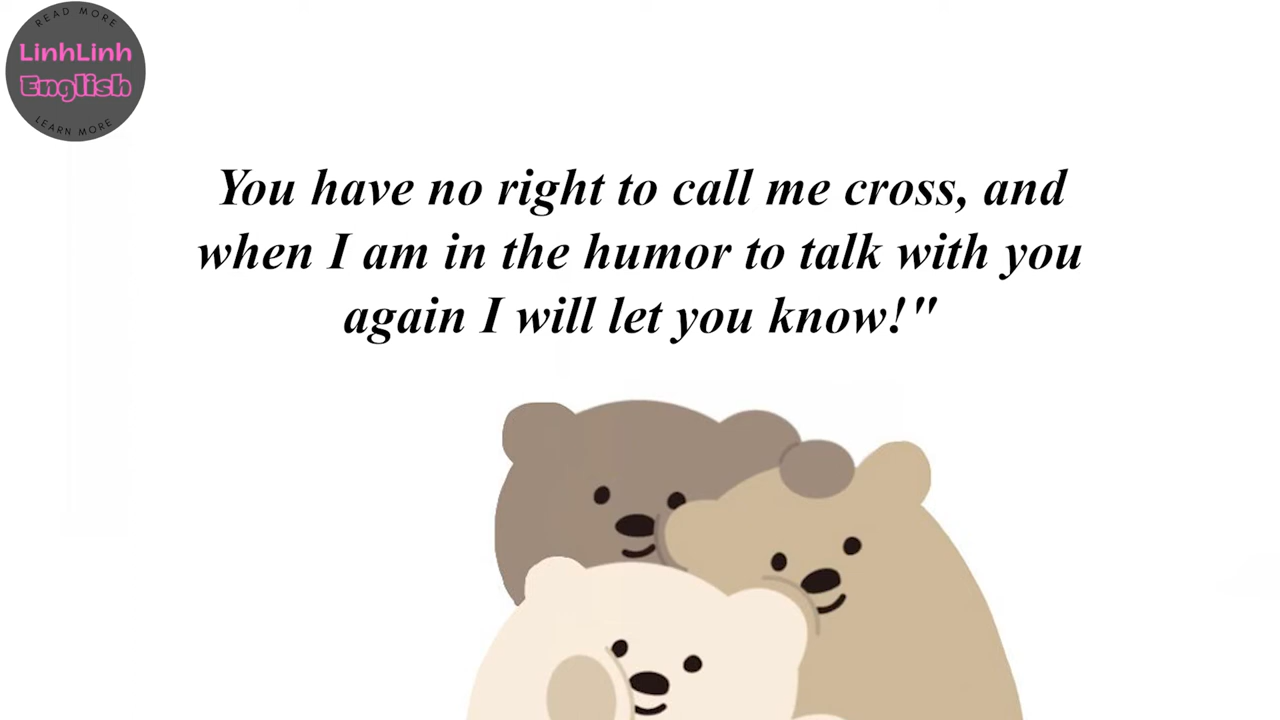 READ MORE
LinhLinh
English
LEARN MORE
You have no right to call me cross, and
when I am in the humor to talk with you
again I will let you know!"